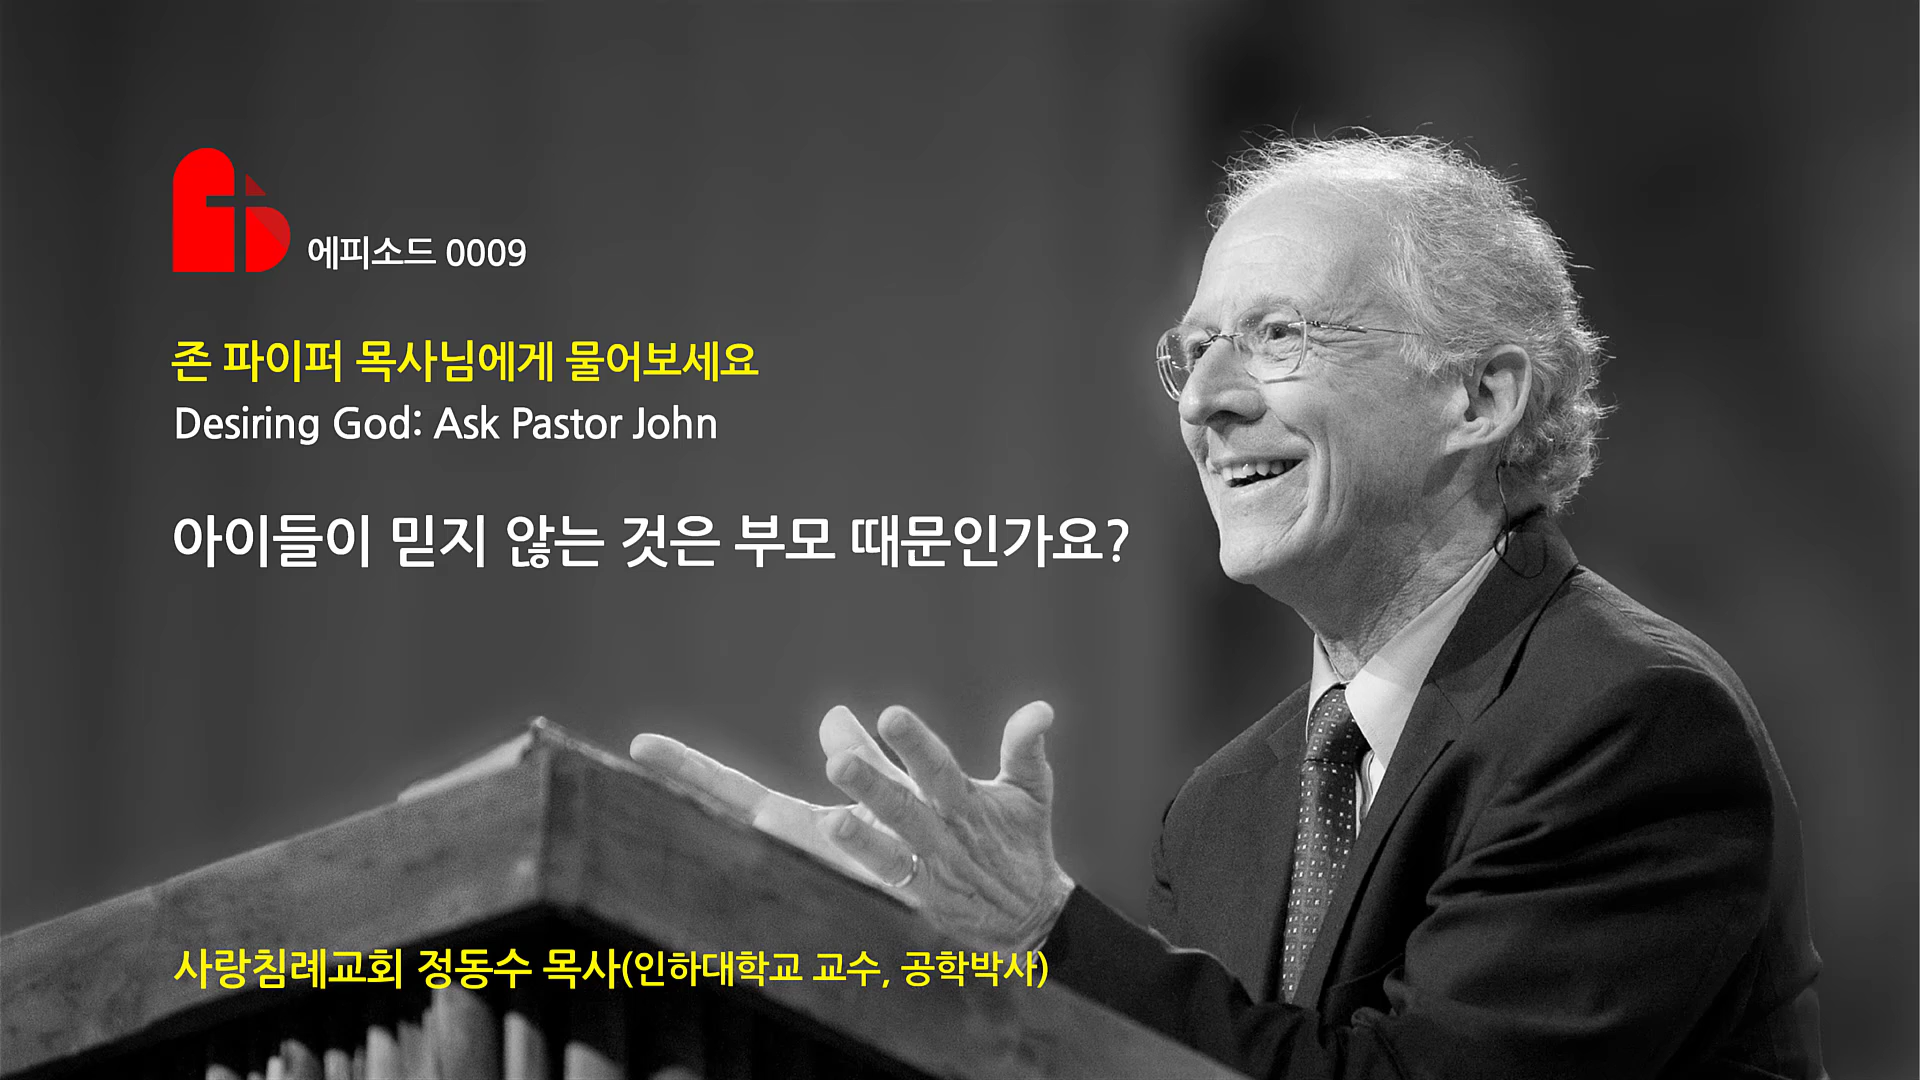 에피소드 0009
존 파이퍼 목사님에게 물어보세요
Desiring God: Ask Pastor John
아이들이 믿지 않는 것은 부모 때문인가요?
사랑침례교회 정동수 목사(인하대학교 교수, 공학박사)